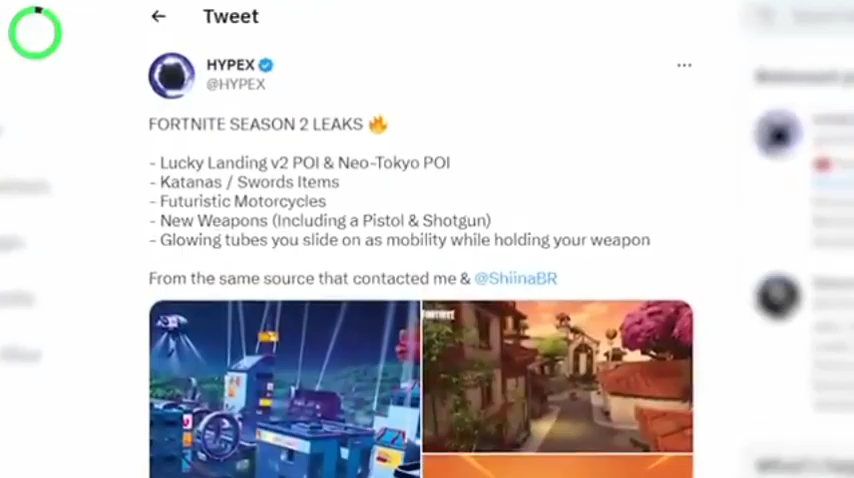 Tweet
HYPEX
@HYPEX
FORTNITE SEASON 2 LEAKS 🔥
- Lucky Landing v2 POI & Neo-Tokyo POI
- Katanas / Swords Items
- Futuristic Motorcycles
- New Weapons (Including a Pistol & Shotgun)
- Glowing tubes you slide on as mobility while holding your weapon
From the same source that contacted me & @ShiinaBR
FORTNITE